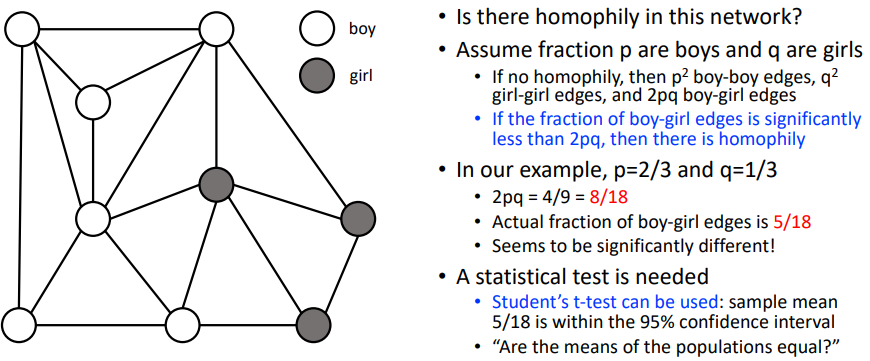 boy
girl
• Is there homophily in this network?
• Assume fraction p are boys and q are girls
• If no homophily, then p² boy-boy edges, q²
girl-girl edges, and 2pq boy-girl edges
• If the fraction of boy-girl edges is significantly
less than 2pq, then there is homophily
• In our example, p=2/3 and q=1/3
• 2pq = 4/9 = 8/18
• Actual fraction of boy-girl edges is 5/18
• Seems to be significantly different!
• A statistical test is needed
• Student’s t-test can be used: sample mean
5/18 is within the 95% confidence interval
• “Are the means of the populations equal?”